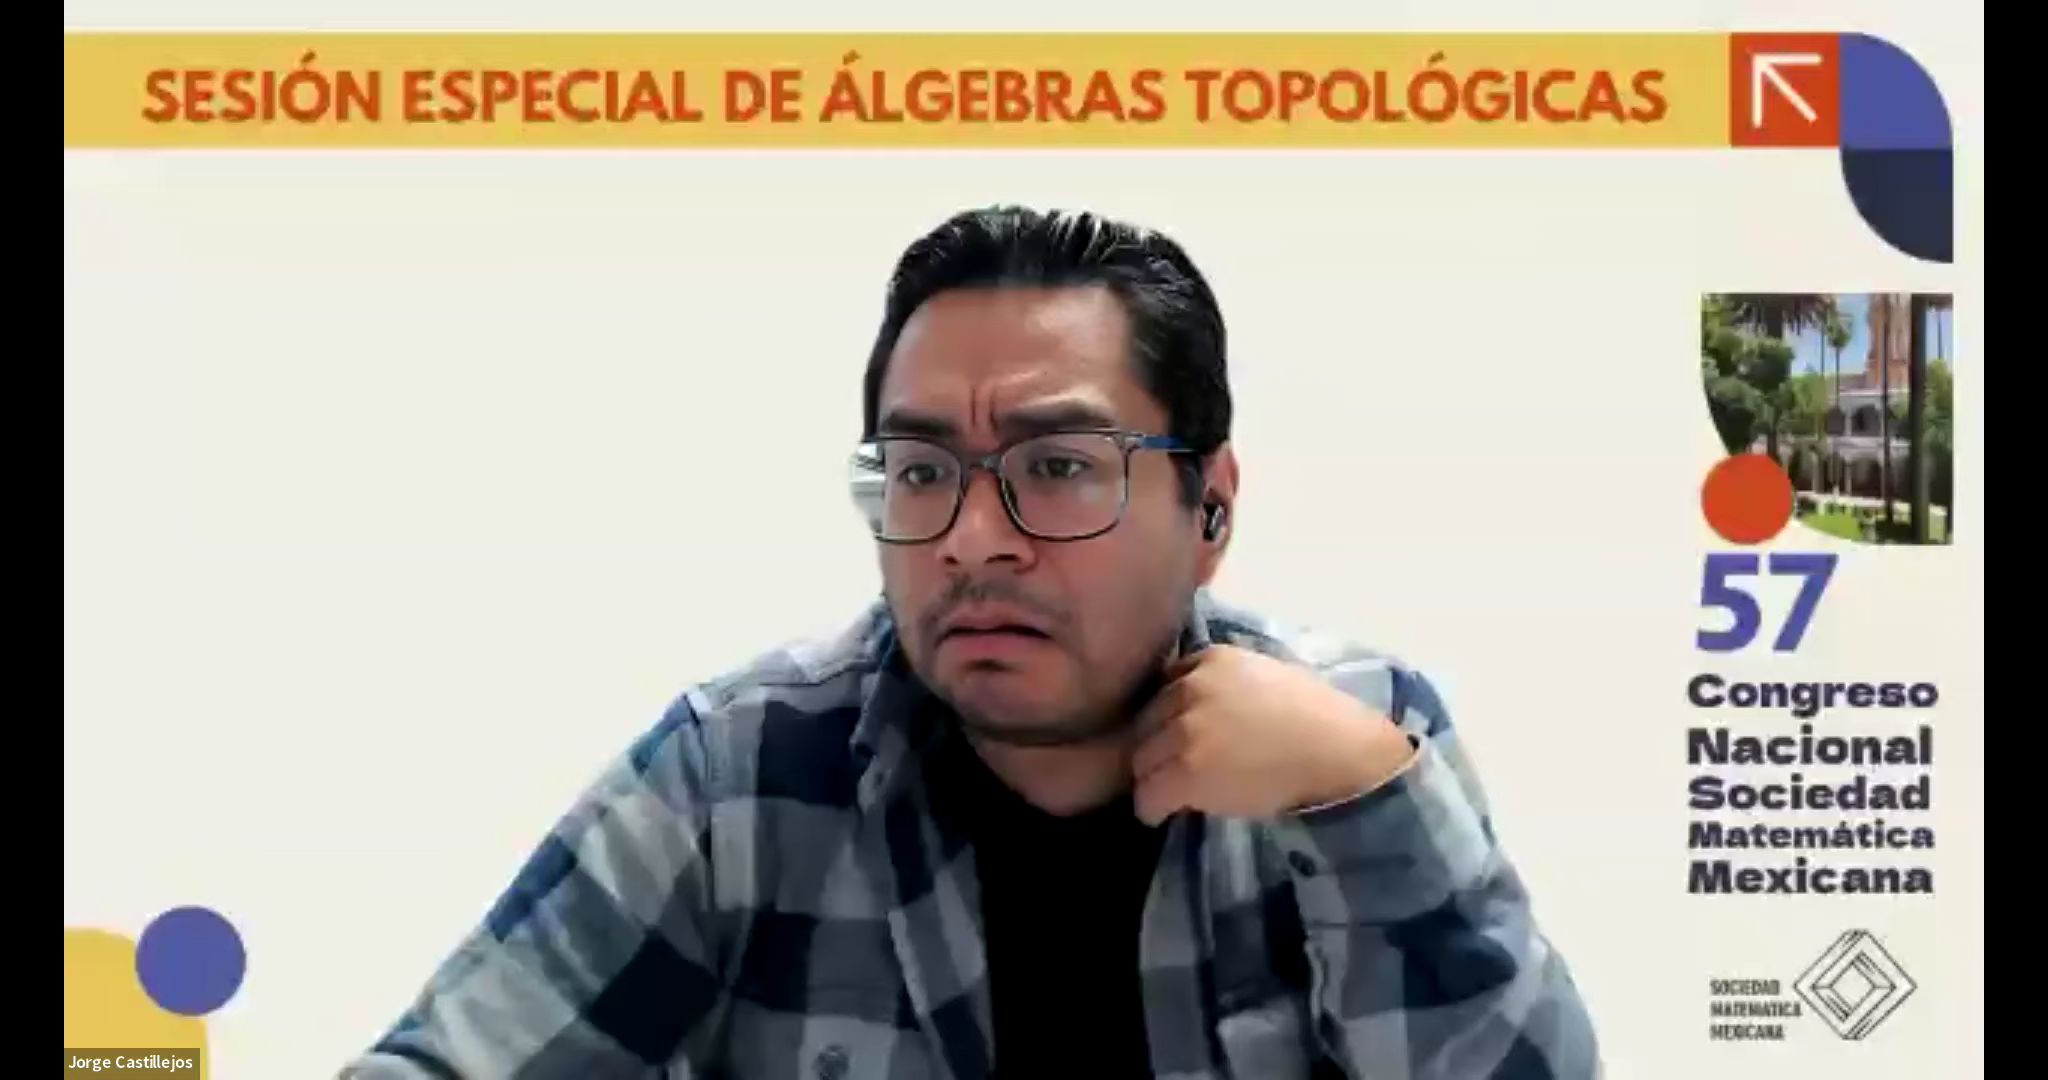 SESIÓN ESPECIAL DE ÁLGEBRAS TOPOLÓGICAS
57
Congreso
Nacional
Sociedad
Matemática
Mexicana
SOCIEDAD
MATEMATICA
MEXICANA
Jorge Castillejos